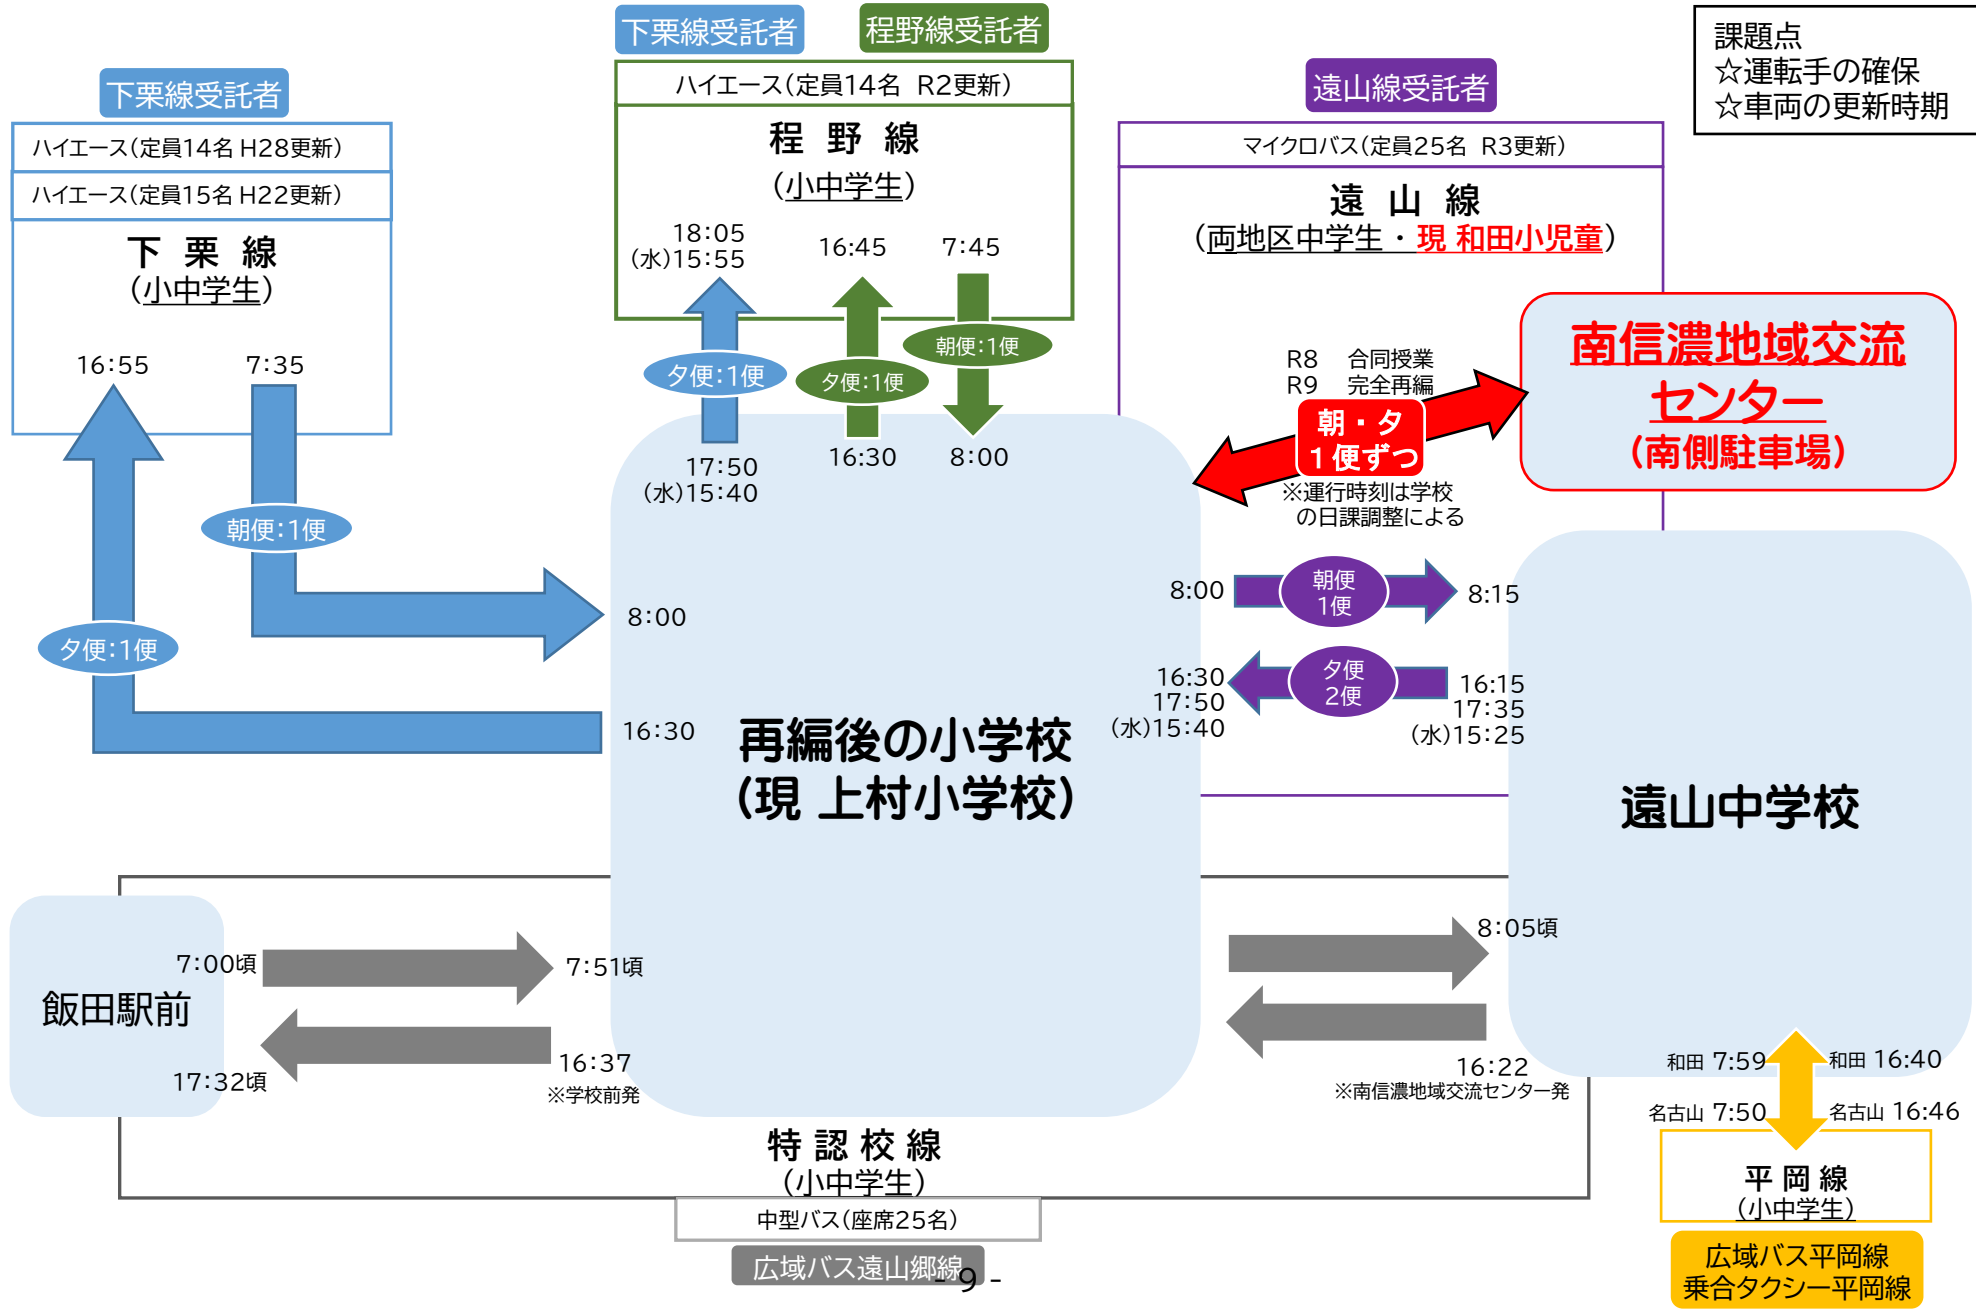 下栗線受託者
程野線受託者
課題点
☆運転手の確保
☆車両の更新時期
下栗線受託者
ハイエース(定員14名 H28更新)
ハイエース(定員15名 H22更新)
下 栗 線
(小中学生)
16:55
7:35
朝便:1便
夕便:1便
8:00
16:30
ハイエース(定員14名 R2更新)
程 野 線
(小中学生)
18:05
(水)15:55
16:45
7:45
夕便:1便
夕便:1便
朝便:1便
17:50
(水)15:40
16:30
8:00
遠山線受託者
マイクロバス(定員25名 R3更新)
遠 山 線
(両地区中学生・現 和田小児童)
R8 合同授業
R9 完全再編
朝・夕
1便ずつ
※運行時刻は学校
の日課調整による
南信濃地域交流
センター
(南側駐車場)
8:00
朝便
1便
8:15
夕便
2便
16:30
17:50
(水)15:40
16:15
17:35
(水)15:25
再編後の小学校
(現 上村小学校)
遠山中学校
飯田駅前
7:00頃
7:51頃
17:32頃
16:37
※学校前発
8:05頃
16:22
※南信濃地域交流センター発
和田 7:59
和田 16:40
名古山 7:50
名古山 16:46
特 認 校 線
(小中学生)
中型バス(座席25名)
広域バス遠山郷線
平 岡 線
(小中学生)
広域バス平岡線
乗合タクシー平岡線
- 9 -